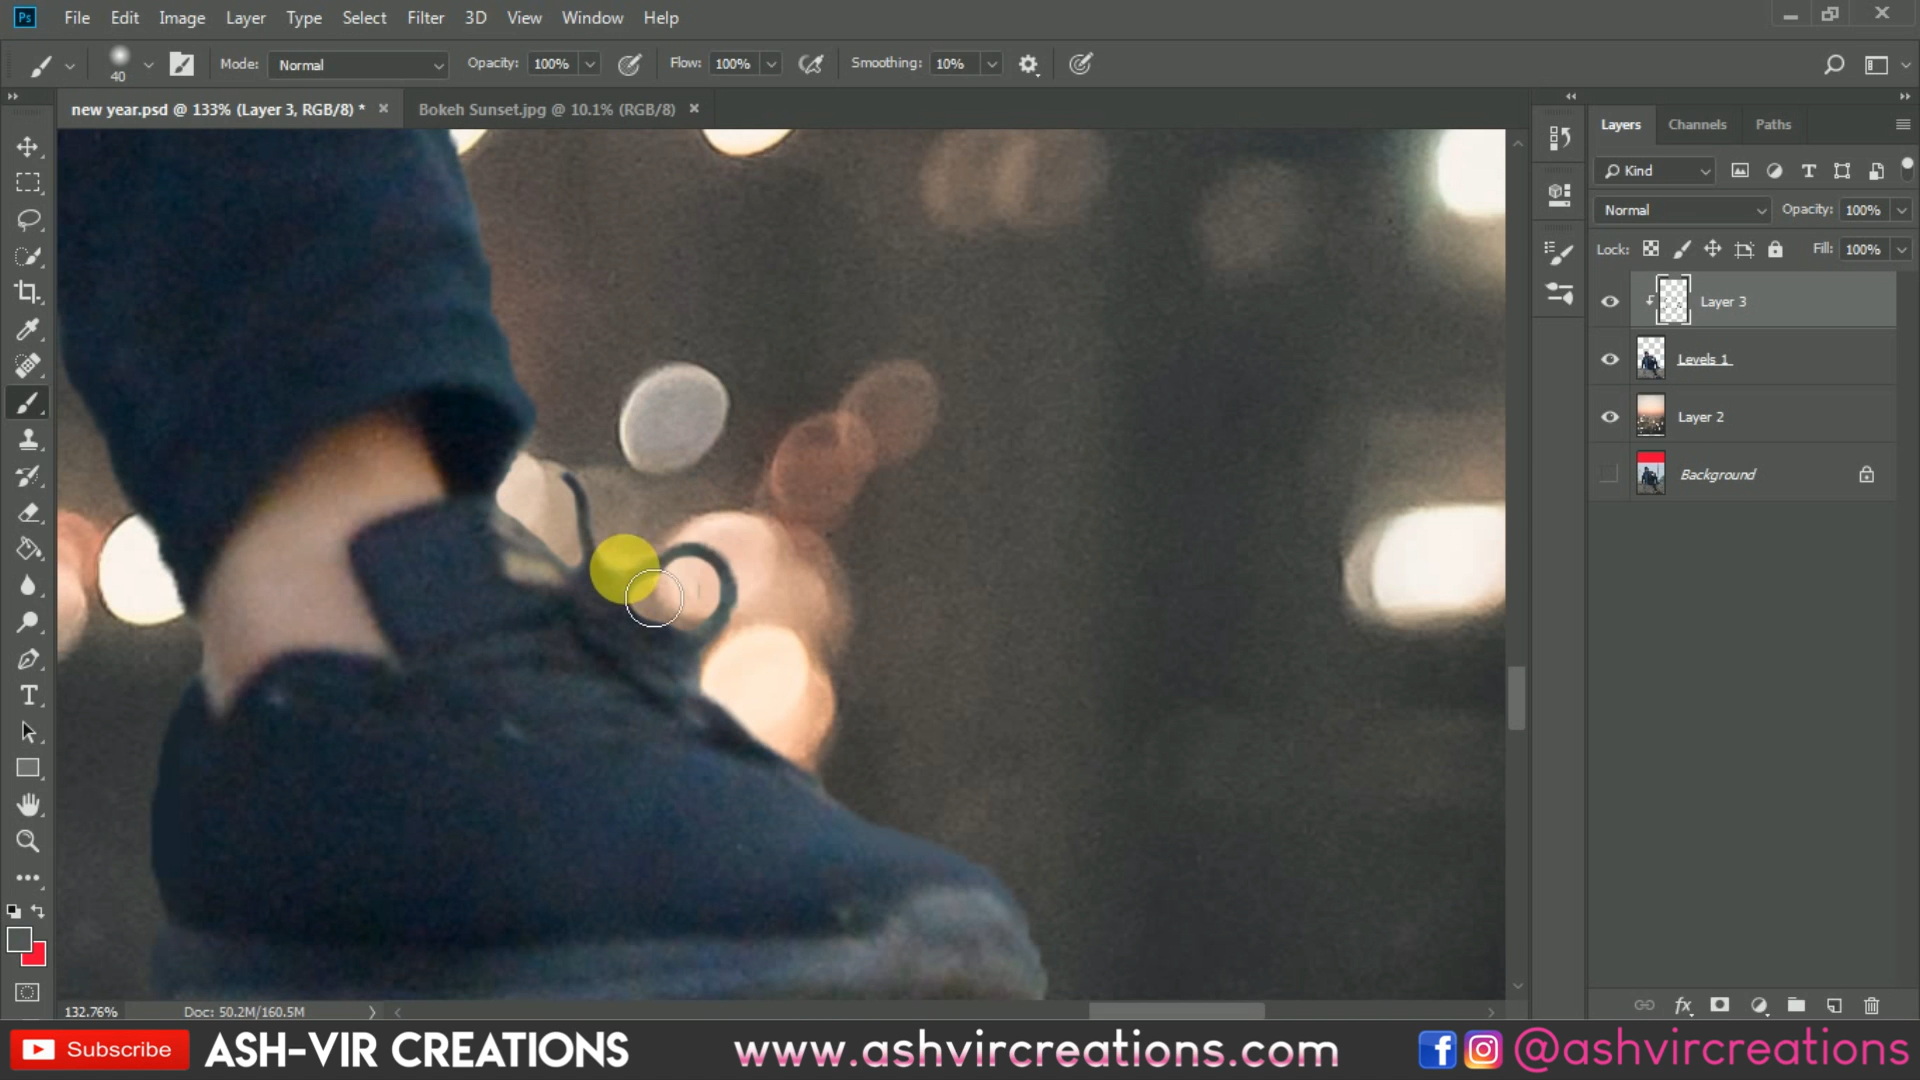 Ps File Edit Image Layer Type Select Filter 3D View Window Help
40 Mode: Normal Opacity: 100% Flow: 100% Smoothing: 10%
new year.psd @ 133% (Layer 3, RGB/8) * × Bokeh Sunset.jpg @ 10.1% (RGB/8) ×
Layers Channels Paths
Kind
Normal Opacity: 100%
Lock: Fill: 100%
Layer 3
Levels 1
Layer 2
Background
132.76% Doc: 50.2M/160.5M
Subscribe ASH-VIR CREATIONS www.ashvircreations.com @ashvircreations